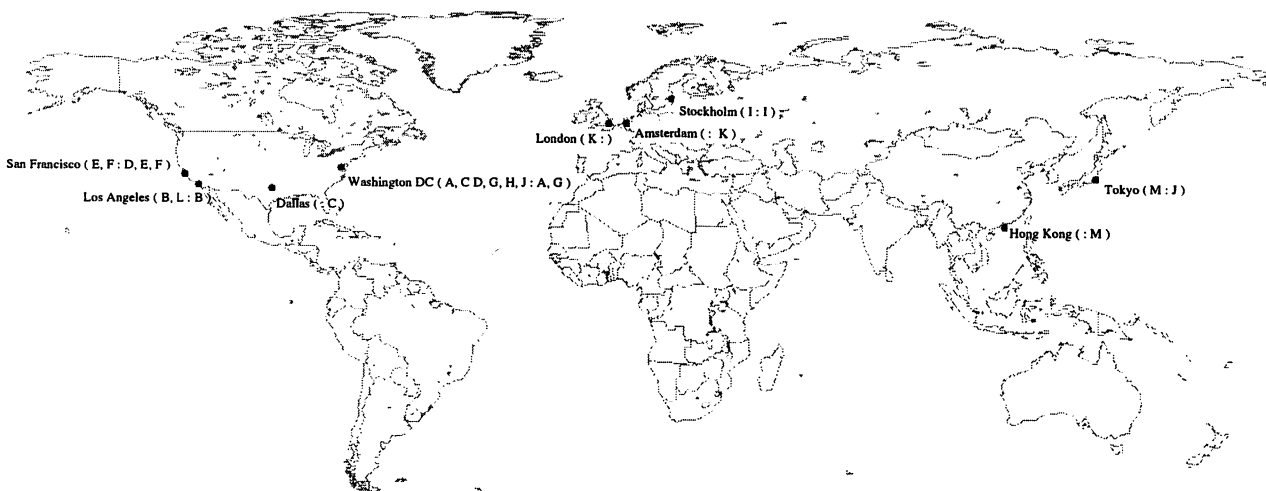 Stockholm ( I : I )
London ( K : )
Amsterdam ( : K )
San Francisco ( E, F : D, E, F )
Washington DC ( A, C D, G, H, J : A, G )
Los Angeles ( B, L : B )
Dallas ( : C )
Tokyo ( M : J )
Hong Kong ( : M )